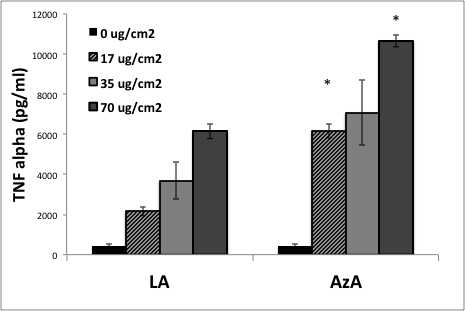 TNF alpha (pg/ml)
12000
10000
8000
6000
4000
2000
0
0 ug/cm2
17 ug/cm2
35 ug/cm2
70 ug/cm2
*
*
LA
AzA